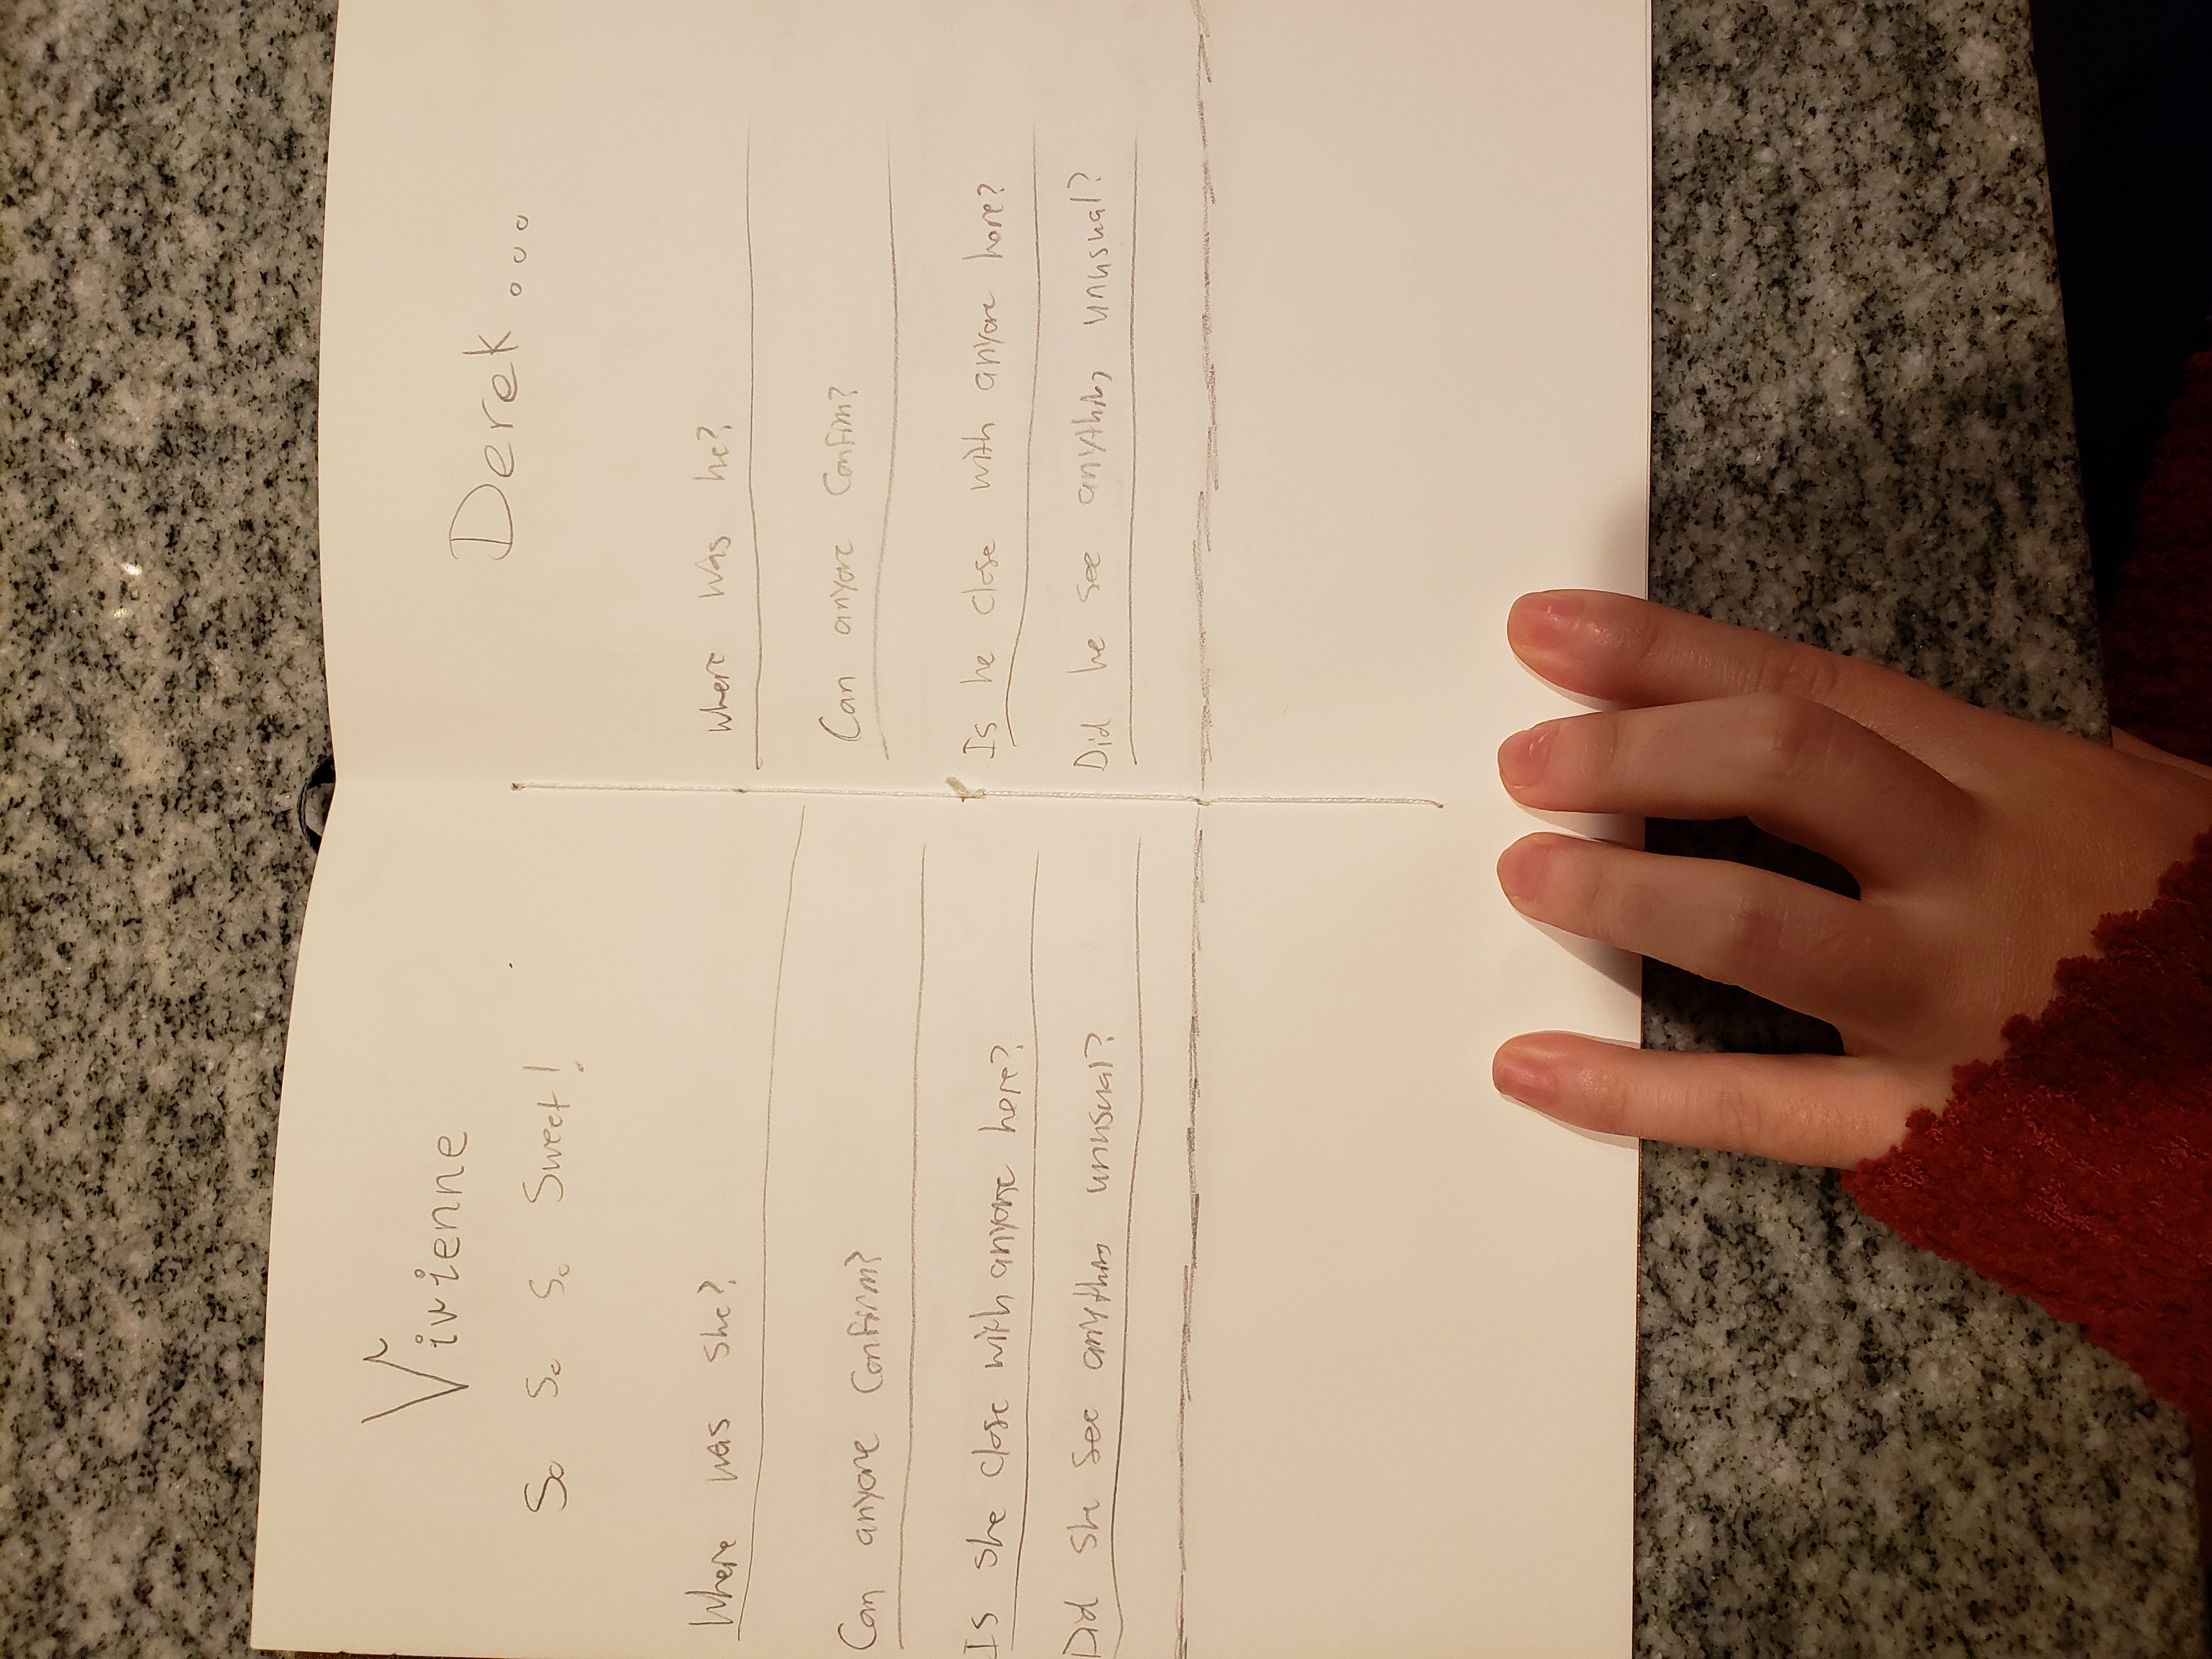 Vivienne
So So So Sweet!
Where was she?
Can anyone Confirm?
Is she close with anyone here?
Did she see anything unusual?
Derek...
where was he?
Can anyone Confirm?
Is he close with anyone here?
Did he see anything unusual?